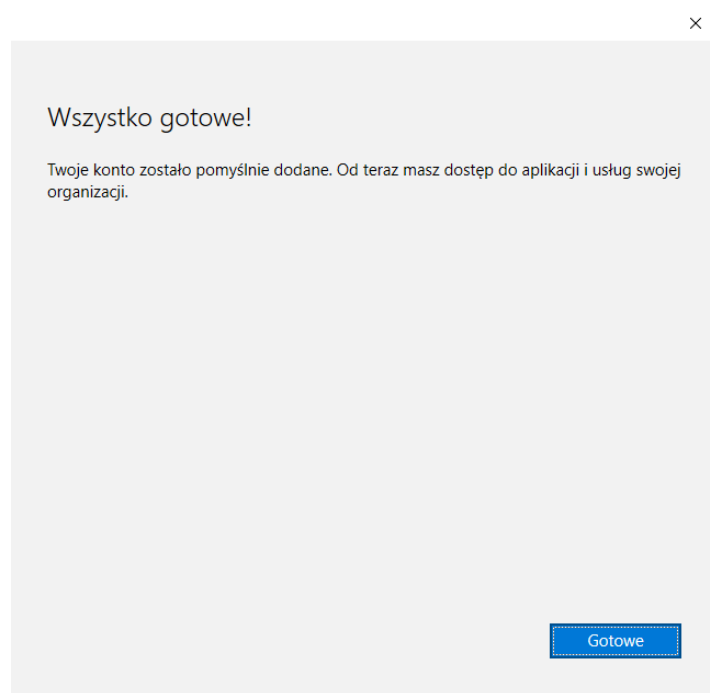 Wszystko gotowe!
Twoje konto zostało pomyślnie dodane. Od teraz masz dostęp do aplikacji i usług swojej
organizacji.
Gotowe